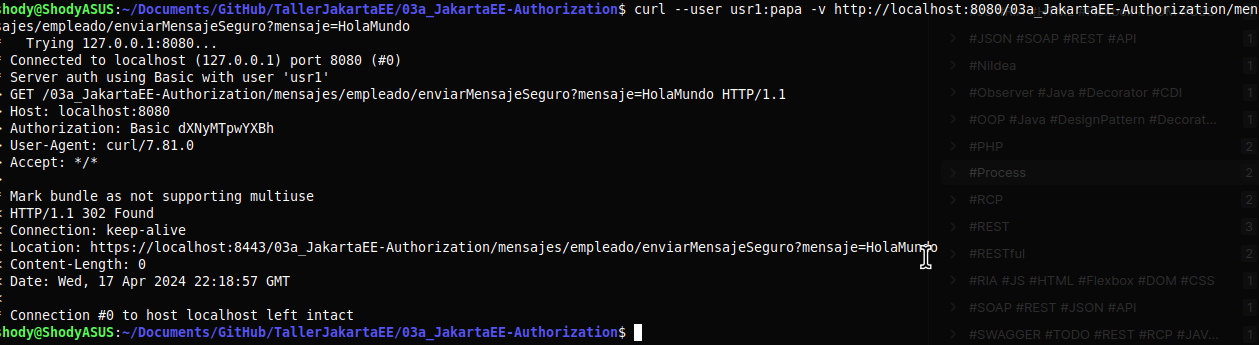 hody@ShodyASUS:~/Documents/GitHub/TallerJakartaEE/03a_JakartaEE-Authorization$ curl --user usr1:papa -v http://localhost:8080/03a_JakartaEE-Authorization/men
sajes/empleado/enviarMensajeSeguro?mensaje=HolaMundo
*   Trying 127.0.0.1:8080...
* Connected to localhost (127.0.0.1) port 8080 (#0)
* Server auth using Basic with user 'usr1'
> GET /03a_JakartaEE-Authorization/mensajes/empleado/enviarMensajeSeguro?mensaje=HolaMundo HTTP/1.1
> Host: localhost:8080
> Authorization: Basic dXNyMTpwYXBh
> User-Agent: curl/7.81.0
> Accept: */*
>
* Mark bundle as not supporting multiuse
< HTTP/1.1 302 Found
< Connection: keep-alive
< Location: https://localhost:8443/03a_JakartaEE-Authorization/mensajes/empleado/enviarMensajeSeguro?mensaje=HolaMundo
< Content-Length: 0
< Date: Wed, 17 Apr 2024 22:18:57 GMT
<
* Connection #0 to host localhost left intact
hody@ShodyASUS:~/Documents/GitHub/TallerJakartaEE/03a_JakartaEE-Authorization$
#JSON #SOAP #REST #API 1
#NiIdea 1
#Observer #Java #Decorator #CDI 1
#OOP #Java #DesignPattern #Decorat... 1
#PHP 2
#Process 2
#RCP 2
#REST 3
#RESTful 2
#RIA #JS #HTML #Flexbox #DOM #CSS 1
#SOAP #REST #JSON #API 1
#SWAGGER #TODO #REST #RCP #JAV... 1